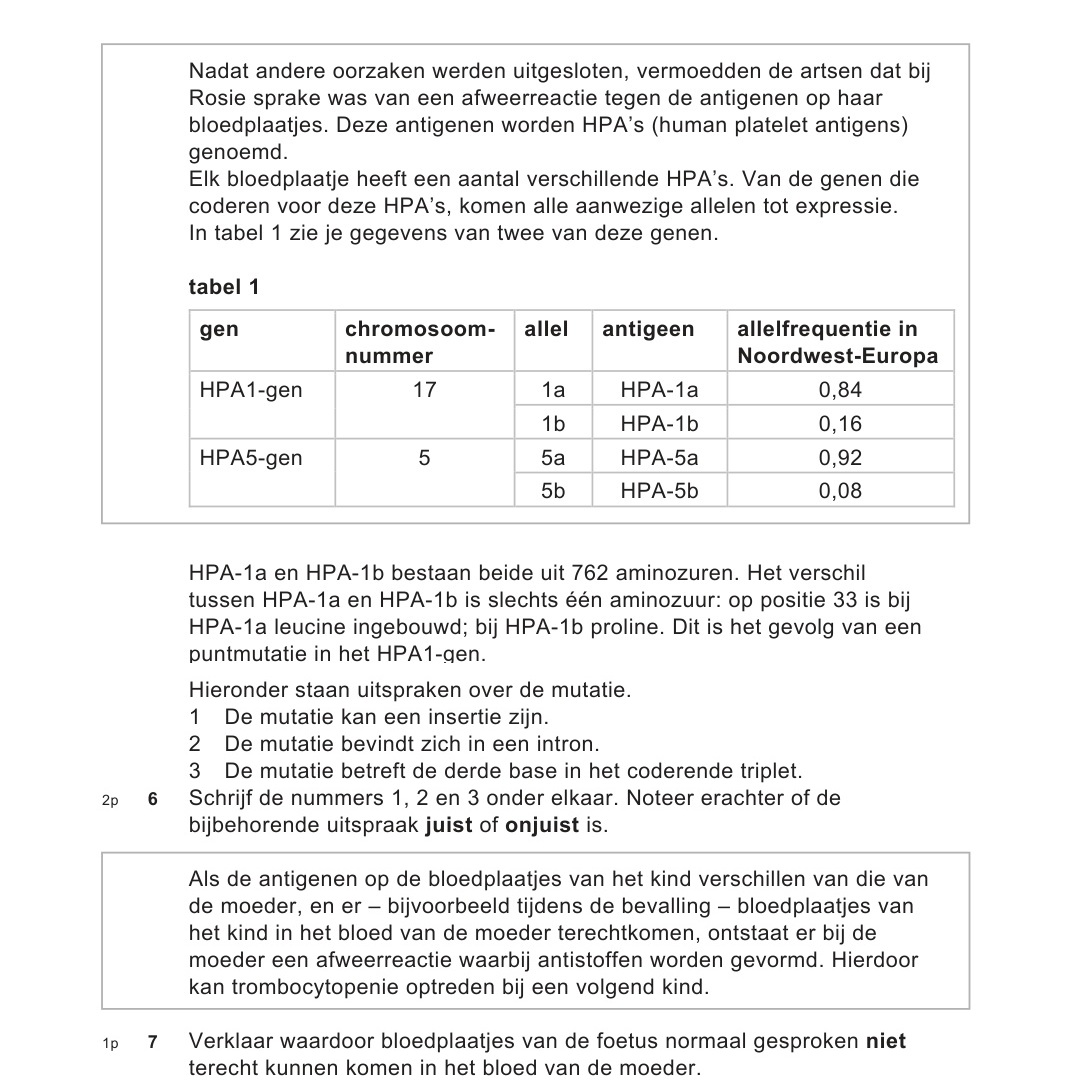 Nadat andere oorzaken werden uitgesloten, vermoedden de artsen dat bij
Rosie sprake was van een afweerreactie tegen de antigenen op haar
bloedplaatjes. Deze antigenen worden HPA's (human platelet antigens)
genoemd.
Elk bloedplaatje heeft een aantal verschillende HPA's. Van de genen die
coderen voor deze HPA's, komen alle aanwezige allelen tot expressie.
In tabel 1 zie je gegevens van twee van deze genen.
tabel 1
gen chromosoom- allel antigeen allelfrequentie in
nummer Noordwest-Europa
HPA1-gen 17 1a HPA-1a 0,84
1b HPA-1b 0,16
HPA5-gen 5 5a HPA-5a 0,92
5b HPA-5b 0,08
HPA-1a en HPA-1b bestaan beide uit 762 aminozuren. Het verschil
tussen HPA-1a en HPA-1b is slechts één aminozuur: op positie 33 is bij
HPA-1a leucine ingebouwd; bij HPA-1b proline. Dit is het gevolg van een
puntmutatie in het HPA1-gen.
Hieronder staan uitspraken over de mutatie.
1 De mutatie kan een insertie zijn.
2 De mutatie bevindt zich in een intron.
3 De mutatie betreft de derde base in het coderende triplet.
2p 6 Schrijf de nummers 1, 2 en 3 onder elkaar. Noteer erachter of de
bijbehorende uitspraak juist of onjuist is.
Als de antigenen op de bloedplaatjes van het kind verschillen van die van
de moeder, en er – bijvoorbeeld tijdens de bevalling – bloedplaatjes van
het kind in het bloed van de moeder terechtkomen, ontstaat er bij de
moeder een afweerreactie waarbij antistoffen worden gevormd. Hierdoor
kan trombocytopenie optreden bij een volgend kind.
1p 7 Verklaar waardoor bloedplaatjes van de foetus normaal gesproken niet
terecht kunnen komen in het bloed van de moeder.